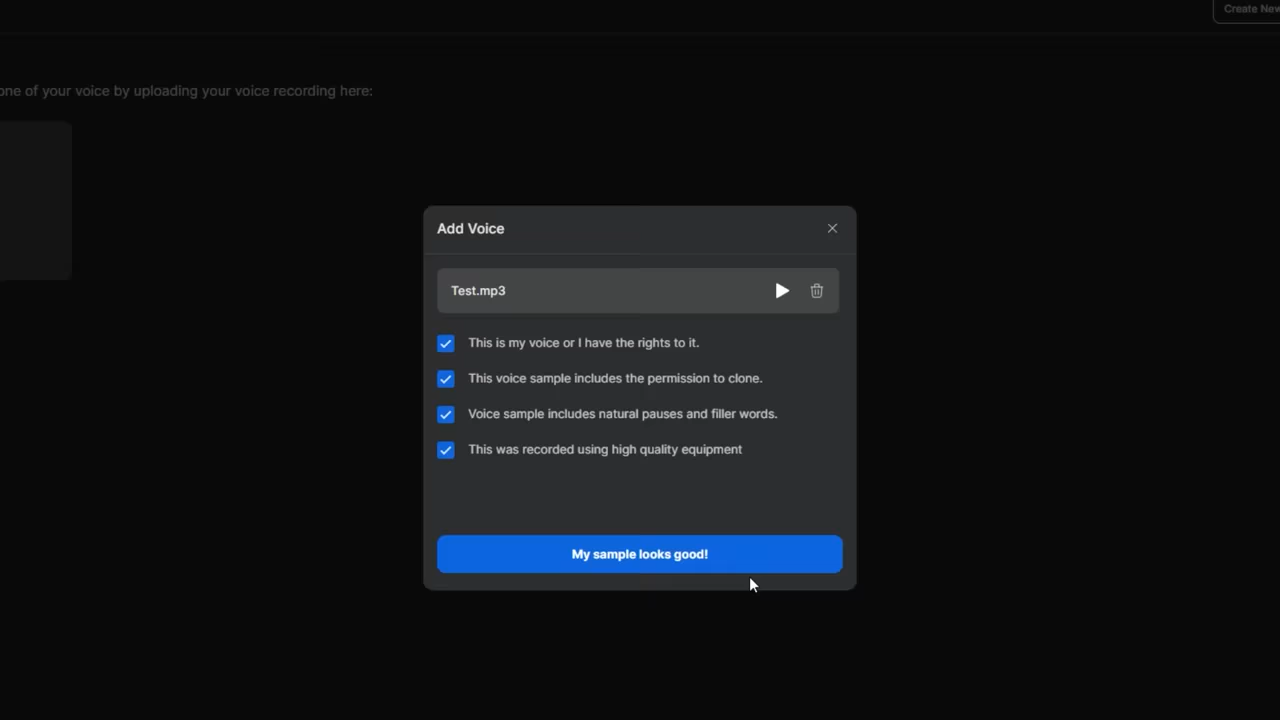 Create New
one of your voice by uploading your voice recording here:
Add Voice
Test.mp3
This is my voice or I have the rights to it.
This voice sample includes the permission to clone.
Voice sample includes natural pauses and filler words.
This was recorded using high quality equipment
My sample looks good!